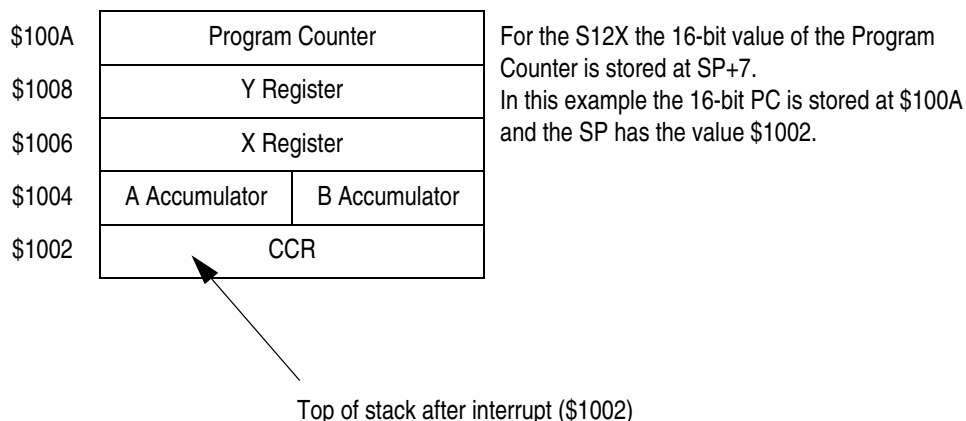 $100A
Program Counter
$1008
Y Register
$1006
X Register
$1004
A Accumulator
B Accumulator
$1002
CCR
For the S12X the 16-bit value of the Program
Counter is stored at SP+7.
In this example the 16-bit PC is stored at $100A
and the SP has the value $1002.
Top of stack after interrupt ($1002)